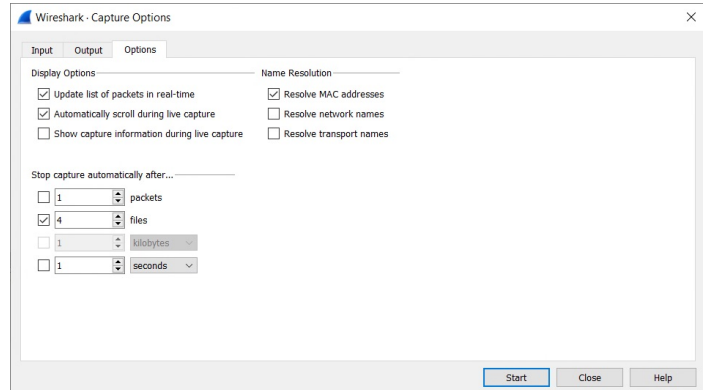 Wireshark · Capture Options
Input Output Options
Display Options
Update list of packets in real-time
Automatically scroll during live capture
Show capture information during live capture
Name Resolution
Resolve MAC addresses
Resolve network names
Resolve transport names
Stop capture automatically after...
1 packets
4 files
1 kilobytes
1 seconds
Start Close Help